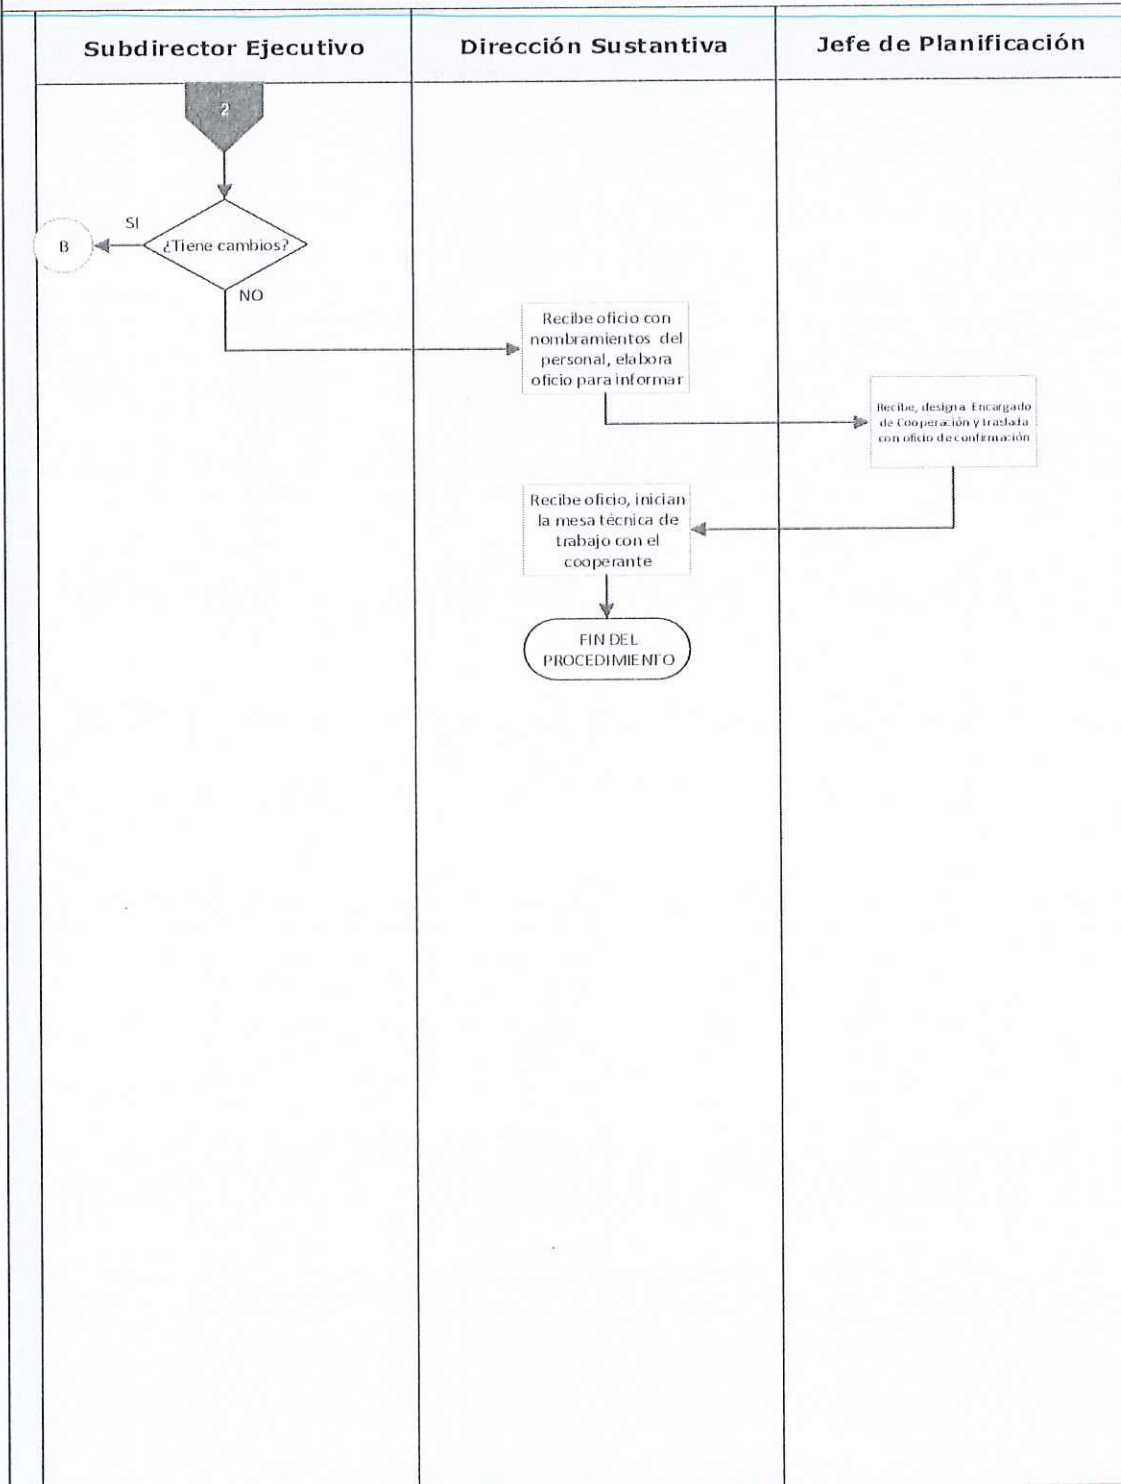 Subdirector Ejecutivo
Dirección Sustantiva
Jefe de Planificación
2
SI
B
¿Tiene cambios?
NO
Recibe oficio con
nombramientos del
personal, elabora
oficio para informar
Recibe, designa Encargado
de Cooperación y traslada
con oficio de confirmación
Recibe oficio, inician
la mesa técnica de
trabajo con el
cooperante
FIN DEL
PROCEDIMIENTO